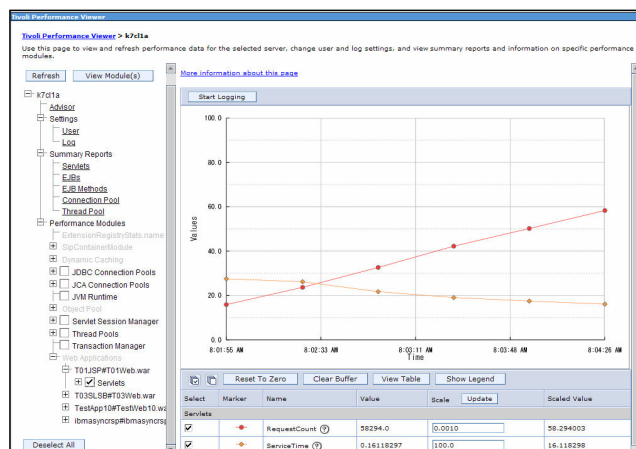 Tivoli Performance Viewer
Tivoli Performance Viewer > k7cl1a
Use this page to view and refresh performance data for the selected server, change user and log settings, and view summary reports and information on specific performance
modules.
Refresh
View Module(s)
k7cl1a
Advisor
Settings
User
Log
Summary Reports
Servlets
EJBs
EJB Methods
Connection Pool
Thread Pool
Performance Modules
ExtensionRegistryStats.name
SipContainerModule
Dynamic Caching
JDBC Connection Pools
JCA Connection Pools
JVM Runtime
Object Pool
Servlet Session Manager
Thread Pools
Transaction Manager
Web Applications
T01JSP#T01Web.war
Servlets
T03SLSB#T03Web.war
TestApp10#TestWeb10.wa
ibmasyncrsp#ibmasyncrsp
Deselect All
More information about this page
Start Logging
100.0
80.0
60.0
40.0
20.0
0.0
Values
8:01:55 AM
8:02:33 AM
8:03:11 AM
8:03:48 AM
8:04:26 AM
Time
Reset To Zero
Clear Buffer
View Table
Show Legend
Select Marker Name Value Scale Update Scaled Value
Servlets
RequestCount 58294.0 0.0010 58.294003
ServiceTime 0.16118297 100.0 16.118298